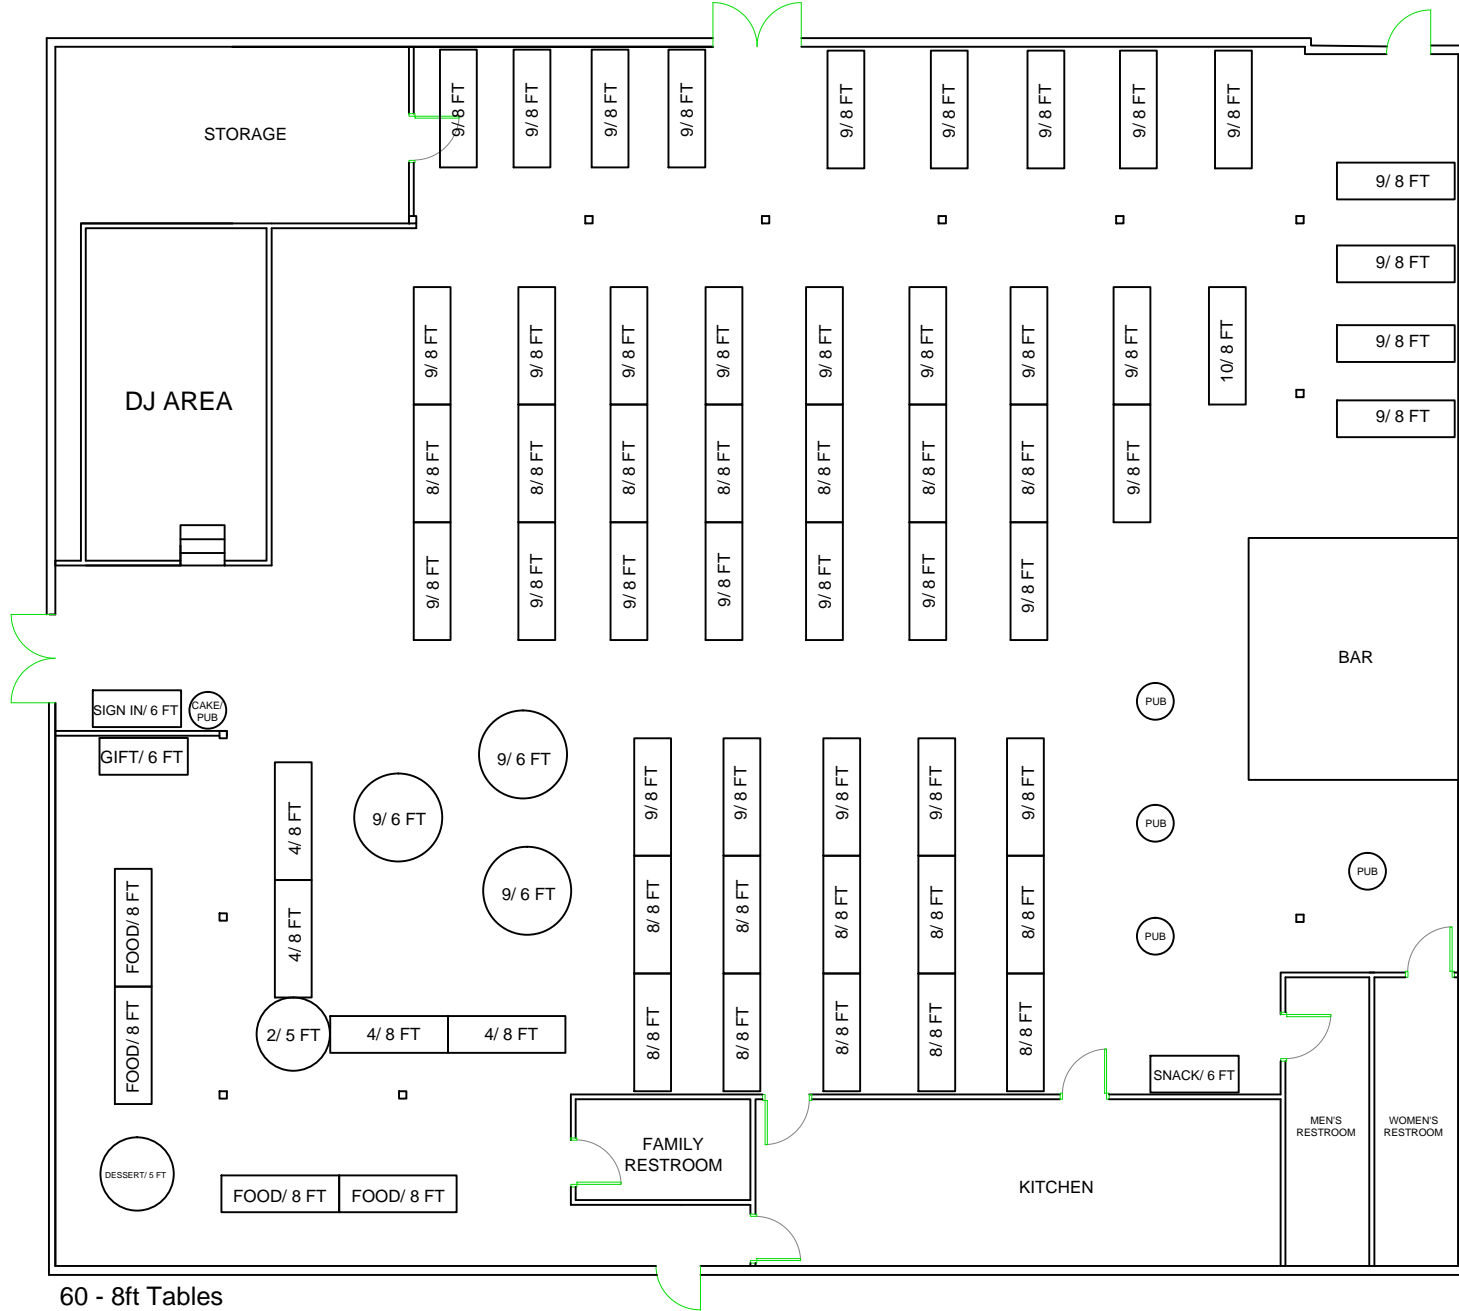 9/ 8 FT
9/ 8 FT
9/ 8 FT
9/ 8 FT
9/ 8 FT
9/ 8 FT
9/ 8 FT
9/ 8 FT
9/ 8 FT
STORAGE
9/ 8 FT
9/ 8 FT
9/ 8 FT
9/ 8 FT
DJ AREA
9/ 8 FT
9/ 8 FT
9/ 8 FT
9/ 8 FT
9/ 8 FT
9/ 8 FT
9/ 8 FT
9/ 8 FT
10/ 8 FT
8/ 8 FT
8/ 8 FT
8/ 8 FT
8/ 8 FT
8/ 8 FT
8/ 8 FT
8/ 8 FT
9/ 8 FT
9/ 8 FT
9/ 8 FT
9/ 8 FT
9/ 8 FT
9/ 8 FT
9/ 8 FT
9/ 8 FT
BAR
SIGN IN/ 6 FT
CAKE/
PUB
GIFT/ 6 FT
PUB
9/ 6 FT
9/ 6 FT
9/ 6 FT
4/ 8 FT
4/ 8 FT
9/ 8 FT
9/ 8 FT
9/ 8 FT
9/ 8 FT
9/ 8 FT
PUB
PUB
FOOD/ 8 FT
FOOD/ 8 FT
8/ 8 FT
8/ 8 FT
8/ 8 FT
8/ 8 FT
8/ 8 FT
PUB
2/ 5 FT
4/ 8 FT
4/ 8 FT
8/ 8 FT
8/ 8 FT
8/ 8 FT
8/ 8 FT
8/ 8 FT
SNACK/ 6 FT
MEN'S
RESTROOM
WOMEN'S
RESTROOM
FAMILY
RESTROOM
KITCHEN
DESSERT/ 5 FT
FOOD/ 8 FT
FOOD/ 8 FT
60 - 8ft Tables